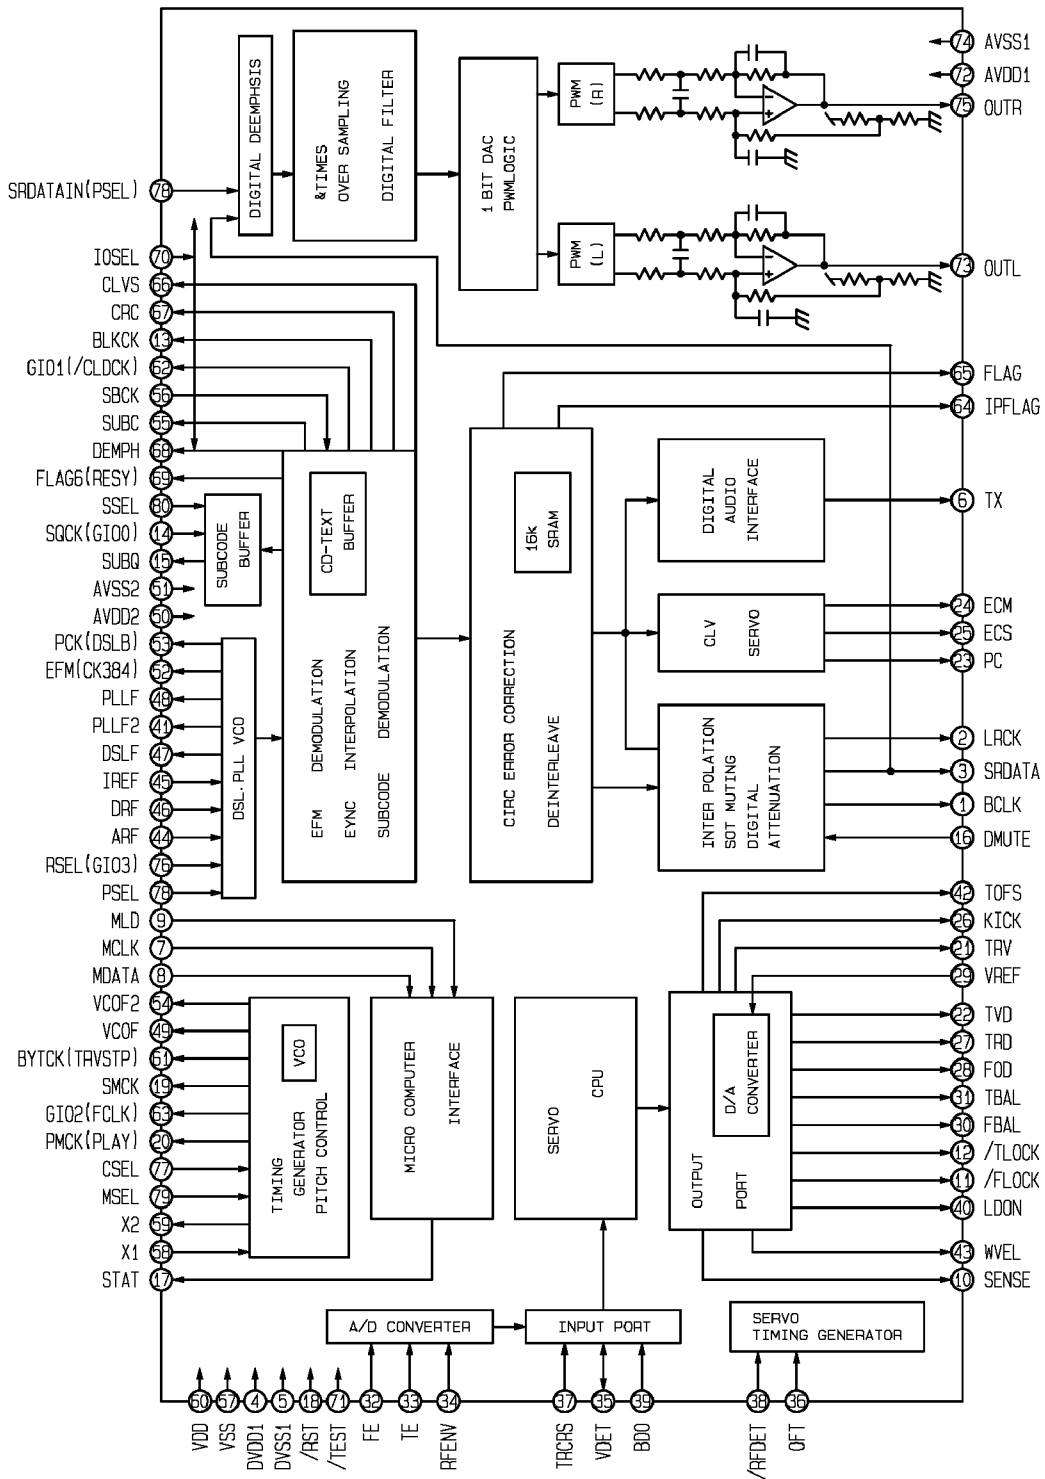 SRDATAIN(PSEL) 78
IOSEL 70
CLVS 66
CRC 67
BLKCK 13
GIO1(/CLDCK) 62
SBCK 56
SUBC 55
DEMPH 68
FLAG6(RESY) 69
SSEL 80
SQCK(GIO0) 14
SUBQ 15
AVSS2 51
AVDD2 50
PCK(DSLB) 53
EFM(CK384) 52
PLLF 48
PLLF2 41
DSLF 47
IREF 45
DRF 46
ARF 44
RSEL(GIO3) 76
PSEL 78
MLD 9
MCLK 7
MDATA 8
VCOF2 54
VCOF 49
BYTCK(TRVSTP) 61
SMCK 19
GIO2(FCLK) 63
PMCK(PLAY) 20
CSEL 77
MSEL 79
X2 59
X1 58
STAT 17
DIGITAL DEEMPHSIS
&TIMES
OVER SAMPLING
DIGITAL FILTER
1 BIT DAC
PWMLOGIC
PWM
(R)
PWM
(L)
SUBCODE
BUFFER
CD-TEXT
BUFFER
DSL.PLL VCO
EFM DEMODULATION
EYNC INTERPOLATION
SUBCODE DEMODULATION
16k
SRAM
CIRC ERROR CORRECTION
DEINTERLEAVE
DIGITAL
AUDIO
INTERFACE
CLV
SERVO
INTER POLATION
SOT MUTING
DIGITAL
ATTENUATION
VCO
TIMING
GENERATOR
PITCH CONTROL
MICRO COMPUTER
INTERFACE
SERVO
CPU
D/A
CONVERTER
OUTPUT
PORT
A/D CONVERTER
INPUT PORT
SERVO
TIMING GENERATOR
74 AVSS1
72 AVDD1
75 OUTR
73 OUTL
65 FLAG
64 IPFLAG
6 TX
24 ECM
25 ECS
23 PC
2 LRCK
3 SRDATA
1 BCLK
16 DMUTE
42 TOFS
26 KICK
21 TRV
29 VREF
22 TVD
27 TRD
28 FOD
31 TBAL
30 FBAL
12 /TLOCK
11 /FLOCK
40 LDON
43 WVEL
10 SENSE
60 VDD
57 VSS
4 DVDD1
5 DVSS1
18 /RST
71 /TEST
32 FE
33 TE
34 RFENV
37 TRCRS
35 VDET
39 BDO
38 /RFDET
36 OFT